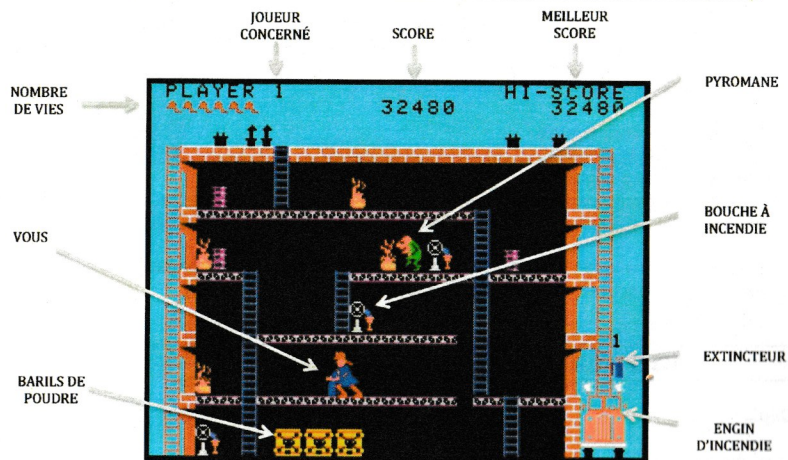 JOUEUR
CONCERNÉ
SCORE
MEILLEUR
SCORE
NOMBRE
DE VIES
PLAYER 1
32480
HI-SCORE
32480
PYROMANE
BOUCHE À
INCENDIE
VOUS
1
EXTINCTEUR
BARILS DE
POUDRE
ENGIN
D'INCENDIE